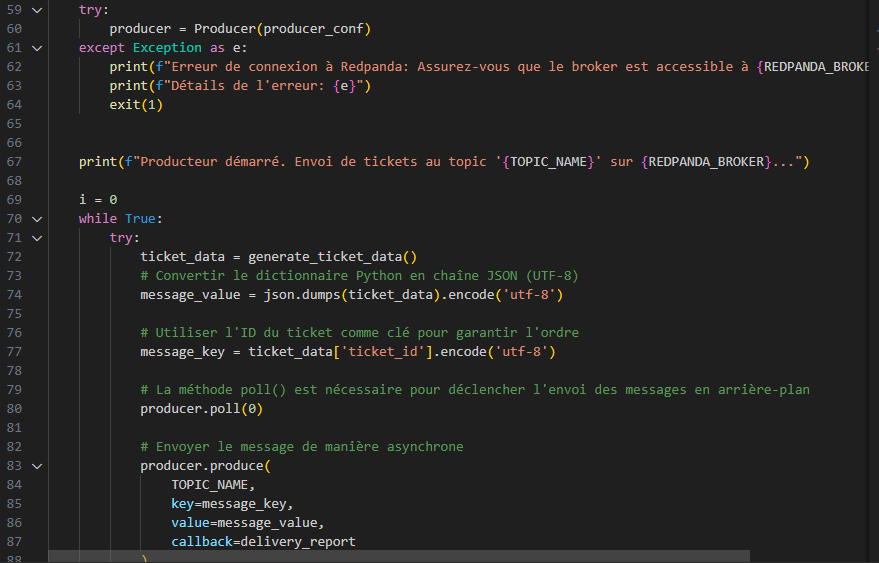 59 try:
60 producer = Producer(producer_conf)
61 except Exception as e:
62 print(f"Erreur de connexion à Redpanda: Assurez-vous que le broker est accessible à {REDPANDA_BROKE
63 print(f"Détails de l'erreur: {e}")
64 exit(1)
65
66
67 print(f"Producteur démarré. Envoi de tickets au topic '{TOPIC_NAME}' sur {REDPANDA_BROKER}...")
68
69 i = 0
70 while True:
71 try:
72 ticket_data = generate_ticket_data()
73 # Convertir le dictionnaire Python en chaîne JSON (UTF-8)
74 message_value = json.dumps(ticket_data).encode('utf-8')
75
76 # Utiliser l'ID du ticket comme clé pour garantir l'ordre
77 message_key = ticket_data['ticket_id'].encode('utf-8')
78
79 # La méthode poll() est nécessaire pour déclencher l'envoi des messages en arrière-plan
80 producer.poll(0)
81
82 # Envoyer le message de manière asynchrone
83 producer.produce(
84 TOPIC_NAME,
85 key=message_key,
86 value=message_value,
87 callback=delivery_report
88 )